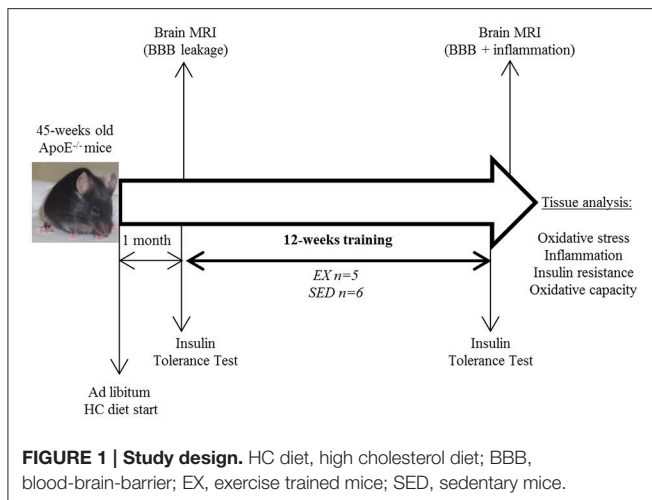 Brain MRI
(BBB leakage)
Brain MRI
(BBB + inflammation)
45-weeks old
ApoE-/-mice
1 month
12-weeks training
EX n=5
SED n=6
Tissue analysis:
Oxidative stress
Inflammation
Insulin resistance
Oxidative capacity
Insulin
Tolerance Test
Insulin
Tolerance Test
Ad libitum
HC diet start
FIGURE 1 | Study design. HC diet, high cholesterol diet; BBB,
blood-brain-barrier; EX, exercise trained mice; SED, sedentary mice.